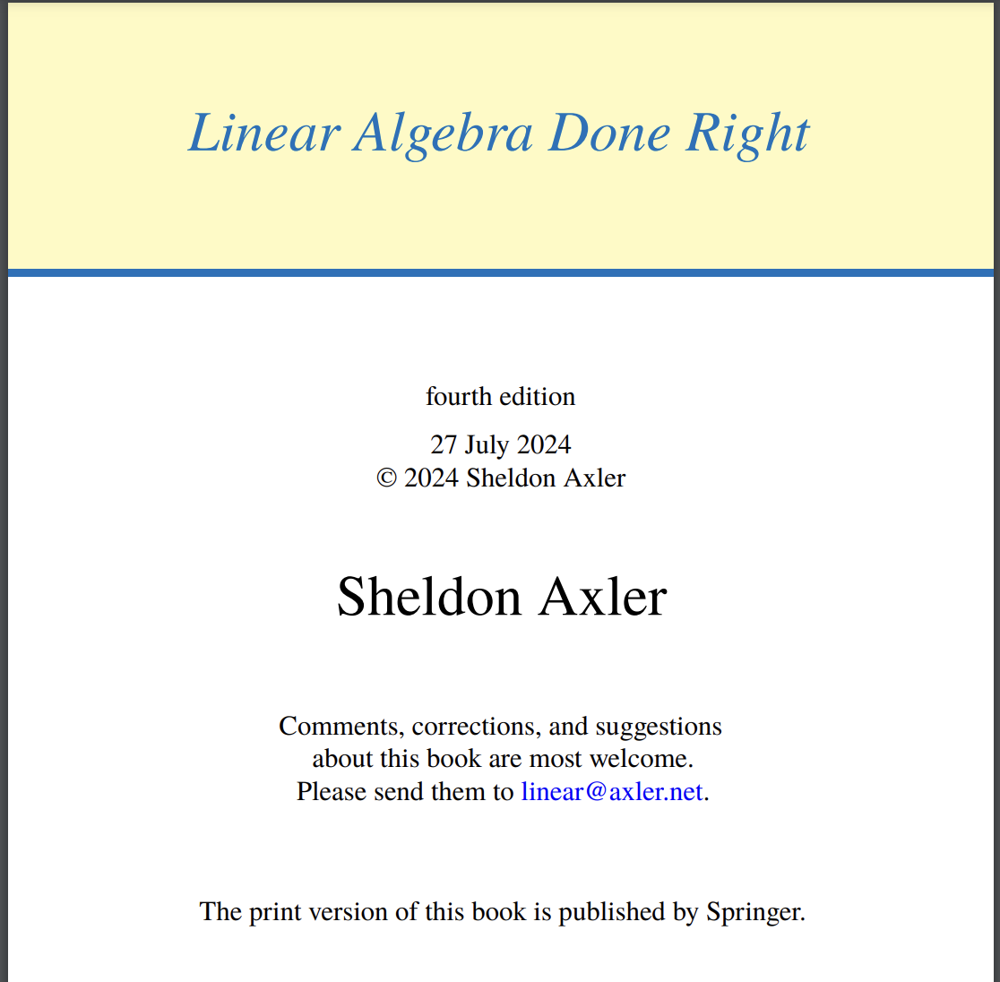 Linear Algebra Done Right
fourth edition
27 July 2024
© 2024 Sheldon Axler
Sheldon Axler
Comments, corrections, and suggestions
about this book are most welcome.
Please send them to linear@axler.net.
The print version of this book is published by Springer.